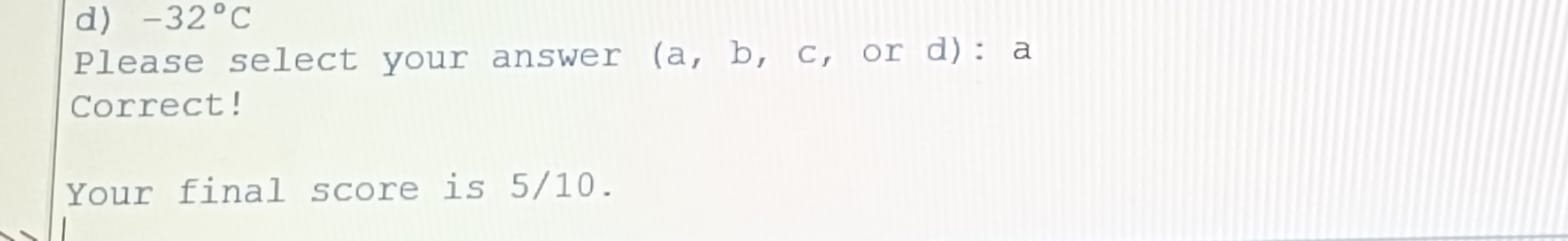 d) -32°C
Please select your answer (a, b, c, or d): a
Correct!
Your final score is 5/10.
>>